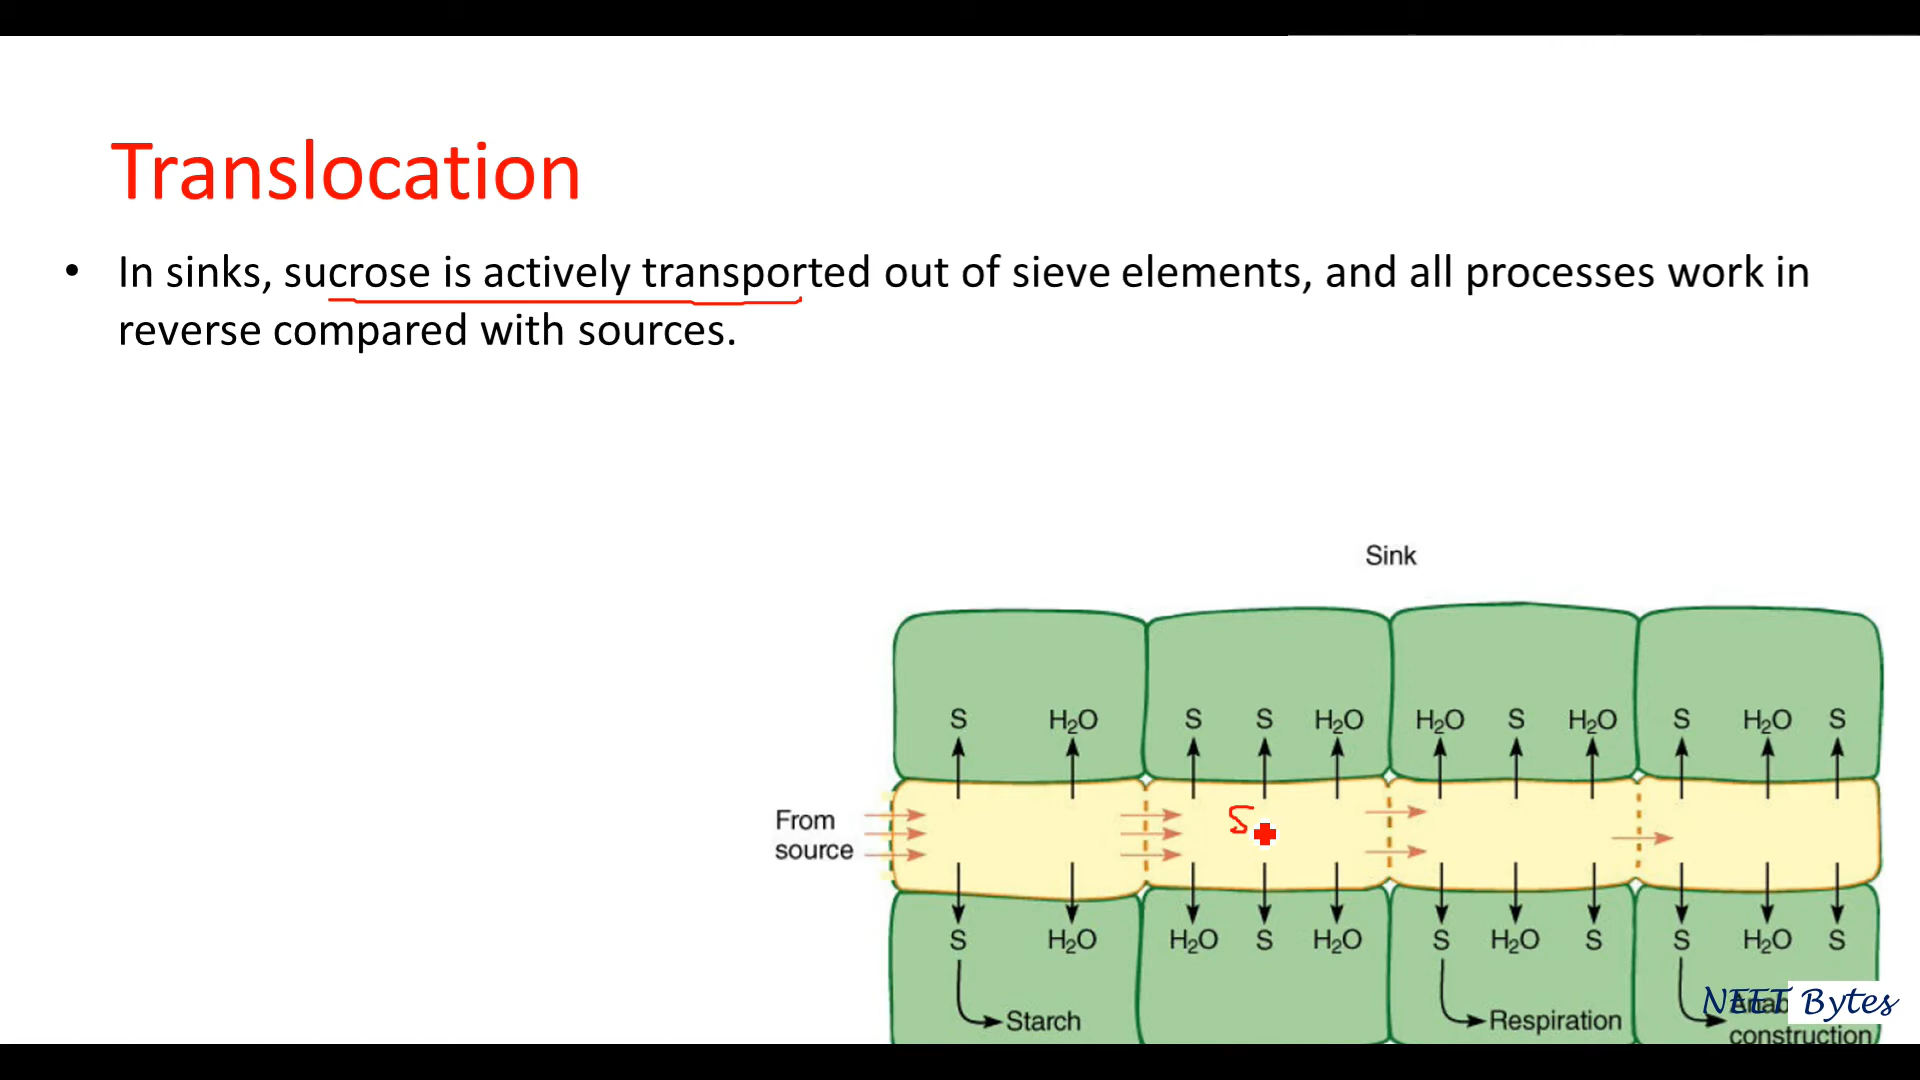 Translocation
• In sinks, sucrose is actively transported out of sieve elements, and all processes work in
reverse compared with sources.
Sink
S H₂O S S H₂O H₂O S H₂O S H₂O S
From
source
S
S H₂O H₂O S H₂O S H₂O S S H₂O S
Starch Respiration
NEET Bytes
construction